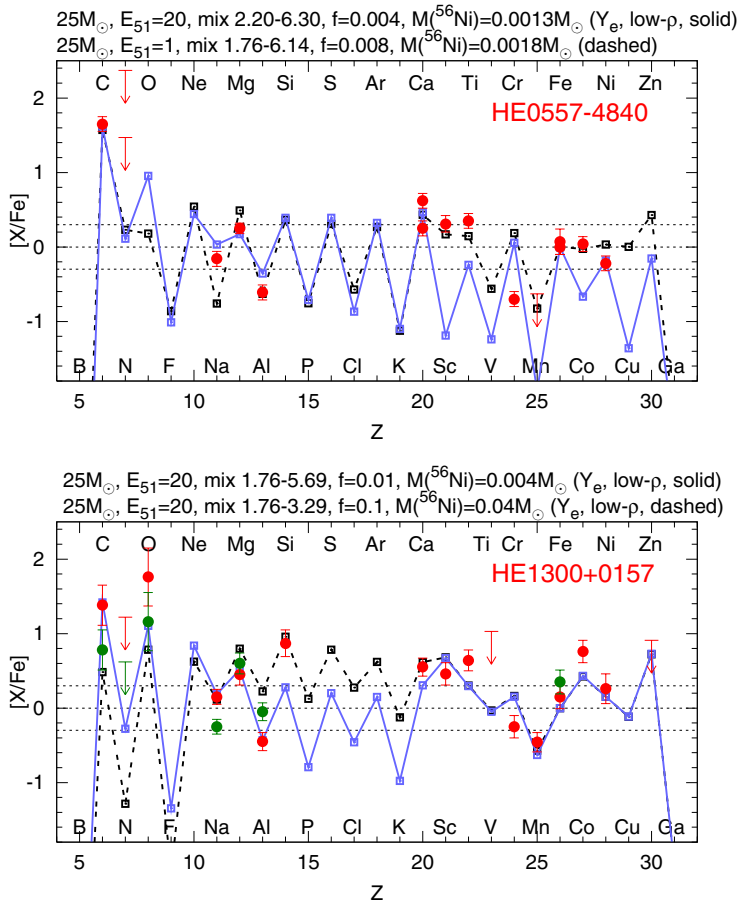 25M☉, E51=20, mix 2.20-6.30, f=0.004, M(56Ni)=0.0013M☉ (Ye, low-ρ, solid)
25M☉, E51=1, mix 1.76-6.14, f=0.008, M(56Ni)=0.0018M☉ (dashed)
C O Ne Mg Si S Ar Ca Ti Cr Fe Ni Zn
HE0557-4840
2
1
0
-1
[X/Fe]
B N F Na Al P Cl K Sc V Mn Co Cu Ga
5 10 15 20 25 30
Z
25M☉, E51=20, mix 1.76-5.69, f=0.01, M(56Ni)=0.004M☉ (Ye, low-ρ, solid)
25M☉, E51=20, mix 1.76-3.29, f=0.1, M(56Ni)=0.04M☉ (Ye, low-ρ, dashed)
C O Ne Mg Si S Ar Ca Ti Cr Fe Ni Zn
HE1300+0157
2
1
0
-1
[X/Fe]
B N F Na Al P Cl K Sc V Mn Co Cu Ga
5 10 15 20 25 30
Z